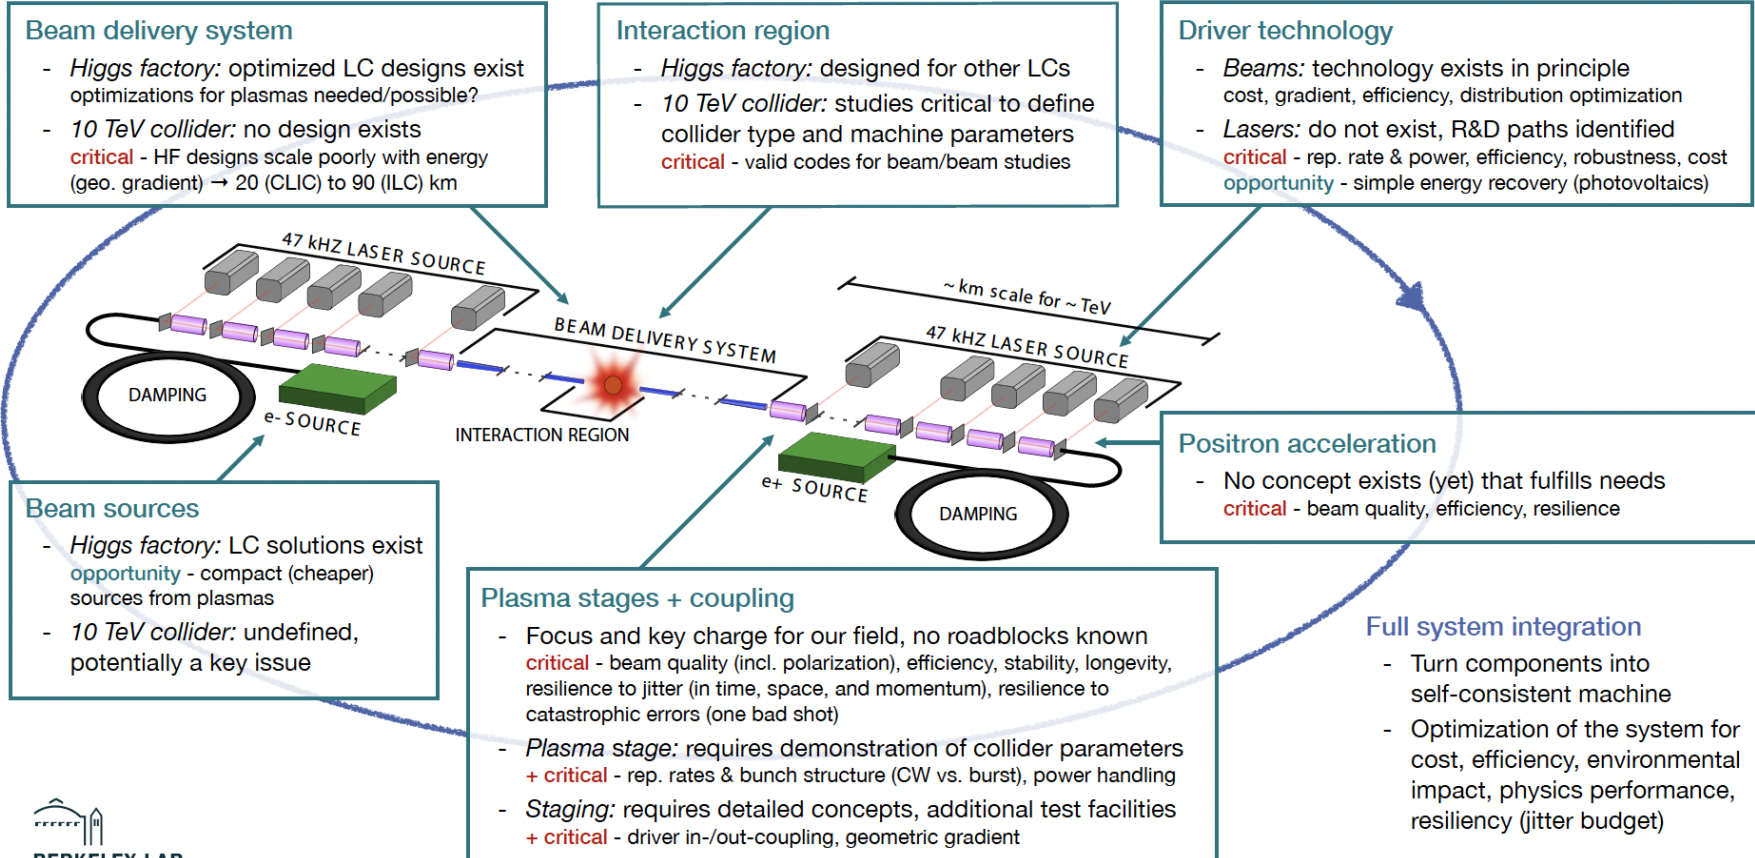 Beam delivery system
- Higgs factory: optimized LC designs exist
optimizations for plasmas needed/possible?
- 10 TeV collider: no design exists
critical - HF designs scale poorly with energy
(geo. gradient) → 20 (CLIC) to 90 (ILC) km
Interaction region
- Higgs factory: designed for other LCs
- 10 TeV collider: studies critical to define
collider type and machine parameters
critical - valid codes for beam/beam studies
Driver technology
- Beams: technology exists in principle
cost, gradient, efficiency, distribution optimization
- Lasers: do not exist, R&D paths identified
critical - rep. rate & power, efficiency, robustness, cost
opportunity - simple energy recovery (photovoltaics)
47 kHZ LASER SOURCE
BEAM DELIVERY SYSTEM
~ km scale for ~ TeV
47 kHZ LASER SOURCE
DAMPING
e- SOURCE
INTERACTION REGION
e+ SOURCE
DAMPING
Positron acceleration
- No concept exists (yet) that fulfills needs
critical - beam quality, efficiency, resilience
Beam sources
- Higgs factory: LC solutions exist
opportunity - compact (cheaper)
sources from plasmas
- 10 TeV collider: undefined,
potentially a key issue
Plasma stages + coupling
- Focus and key charge for our field, no roadblocks known
critical - beam quality (incl. polarization), efficiency, stability, longevity,
resilience to jitter (in time, space, and momentum), resilience to
catastrophic errors (one bad shot)
- Plasma stage: requires demonstration of collider parameters
+ critical - rep. rates & bunch structure (CW vs. burst), power handling
- Staging: requires detailed concepts, additional test facilities
+ critical - driver in-/out-coupling, geometric gradient
Full system integration
- Turn components into
self-consistent machine
- Optimization of the system for
cost, efficiency, environmental
impact, physics performance,
resiliency (jitter budget)
BERKELEY LAB